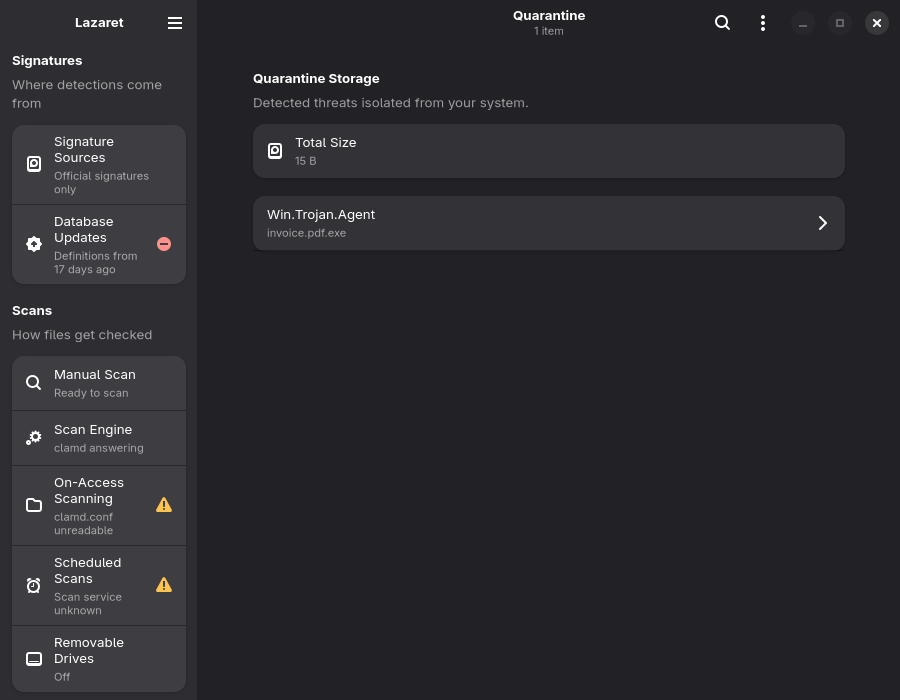 Lazaret
Signatures
Where detections come
from
Signature
Sources
Official signatures
only
Database
Updates
Definitions from
17 days ago
Scans
How files get checked
Manual Scan
Ready to scan
Scan Engine
clamd answering
On-Access
Scanning
clamd.conf
unreadable
Scheduled
Scans
Scan service
unknown
Removable
Drives
Off
Quarantine
1 item
Quarantine Storage
Detected threats isolated from your system.
Total Size
15 B
Win.Trojan.Agent
invoice.pdf.exe